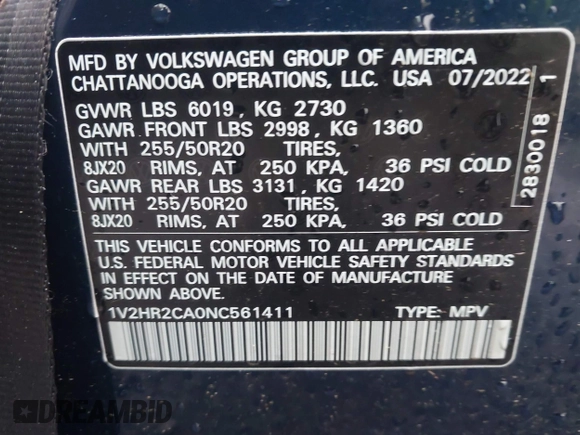 MFD BY VOLKSWAGEN GROUP OF AMERICA
CHATTANOOGA OPERATIONS, LLC. USA 07/2022
GVWR LBS 6019, KG 2730
GAWR FRONT LBS 2998, KG 1360
WITH 255/50R20 TIRES,
8JX20 RIMS, AT 250 KPA, 36 PSI COLD
GAWR REAR LBS 3131, KG 1420
WITH 255/50R20 TIRES,
8JX20 RIMS, AT 250 KPA, 36 PSI COLD
THIS VEHICLE CONFORMS TO ALL APPLICABLE
U.S. FEDERAL MOTOR VEHICLE SAFETY STANDARDS
IN EFFECT ON THE DATE OF MANUFACTURE
SHOWN ABOVE.
1V2HR2CA0NC561411 TYPE: MPV
2830018 1
DREAMBID